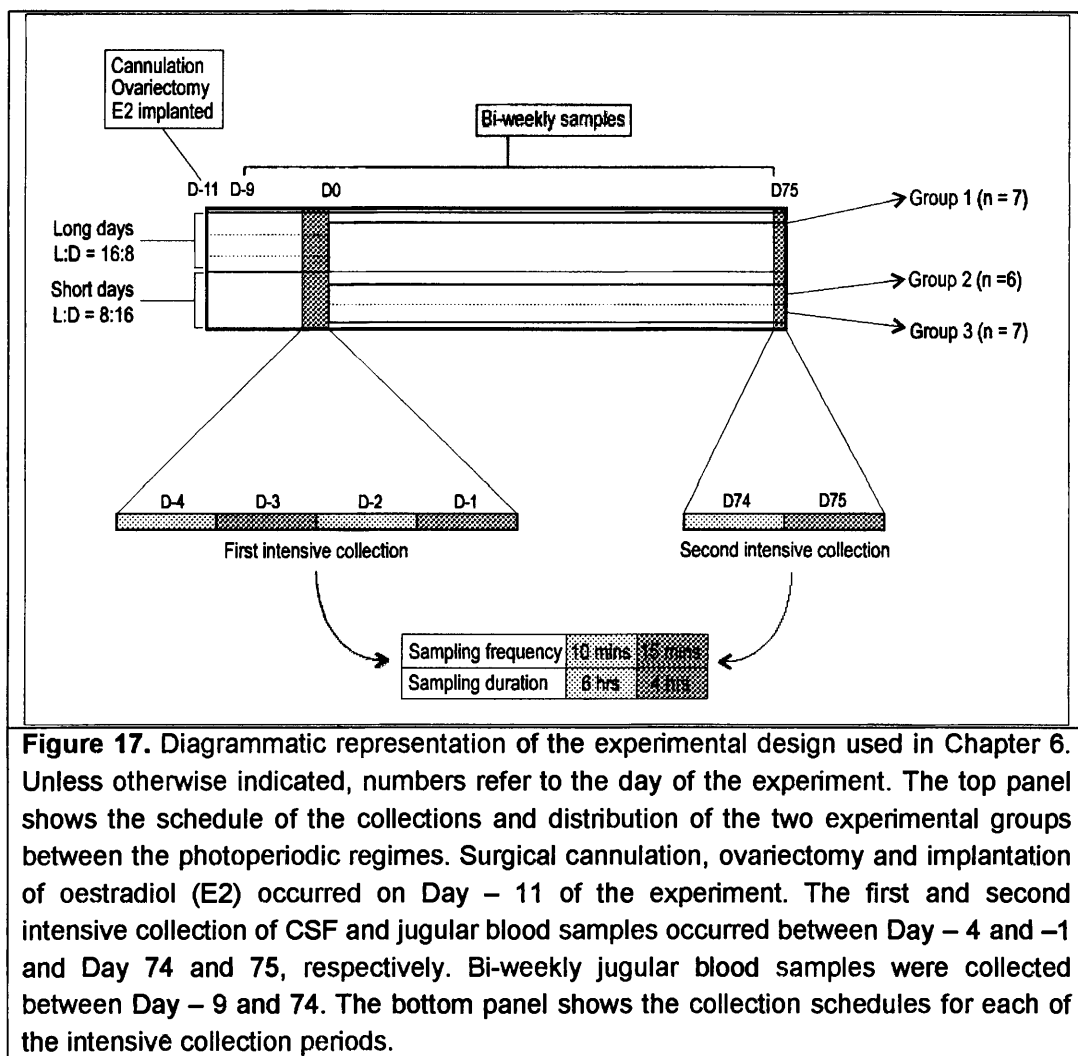 Cannulation
Ovariectomy
E2 implanted
Bi-weekly samples
D-11 D-9 D0 D75
Long days
L:D = 16:8
Short days
L:D = 8:16
Group 1 (n = 7)
Group 2 (n =6)
Group 3 (n = 7)
D-4 D-3 D-2 D-1
First intensive collection
D74 D75
Second intensive collection
Sampling frequency 10 mins 15 mins
Sampling duration 6 hrs 4 hrs
Figure 17. Diagrammatic representation of the experimental design used in Chapter 6.
Unless otherwise indicated, numbers refer to the day of the experiment. The top panel
shows the schedule of the collections and distribution of the two experimental groups
between the photoperiodic regimes. Surgical cannulation, ovariectomy and implantation
of oestradiol (E2) occurred on Day – 11 of the experiment. The first and second
intensive collection of CSF and jugular blood samples occurred between Day – 4 and –1
and Day 74 and 75, respectively. Bi-weekly jugular blood samples were collected
between Day – 9 and 74. The bottom panel shows the collection schedules for each of
the intensive collection periods.